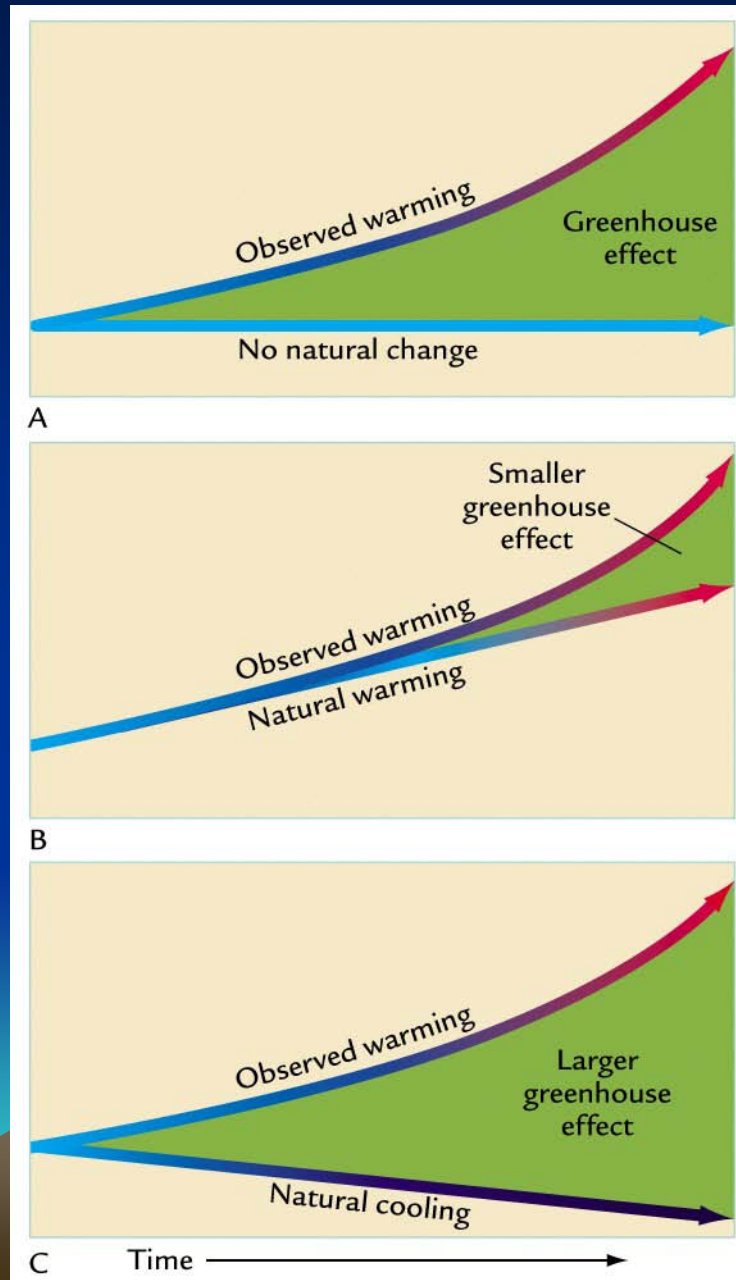 Observed warming
Greenhouse
effect
No natural change
A
Smaller
greenhouse
effect
Observed warming
Natural warming
B
Observed warming
Larger
greenhouse
effect
Natural cooling
C
Time